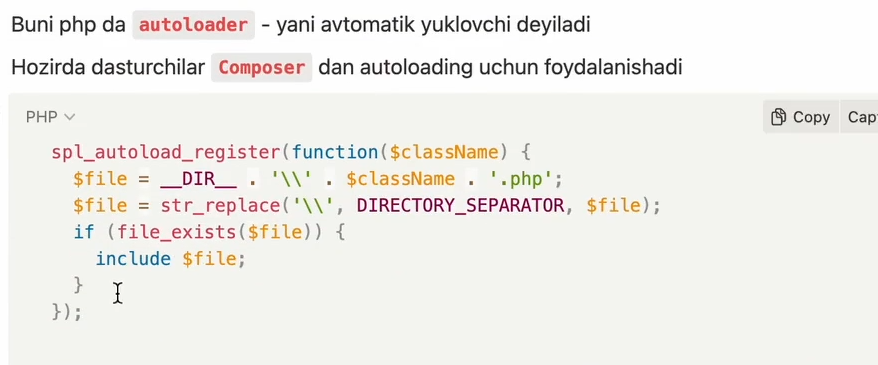 Buni php da autoloader - yani avtomatik yuklovchi deyiladi
Hozirda dasturchilar Composer dan autoloading uchun foydalanishadi
PHP Copy Capt
spl_autoload_register(function($className) {
$file = __DIR__ . '\\' . $className . '.php';
$file = str_replace('\\', DIRECTORY_SEPARATOR, $file);
if (file_exists($file)) {
include $file;
}
});